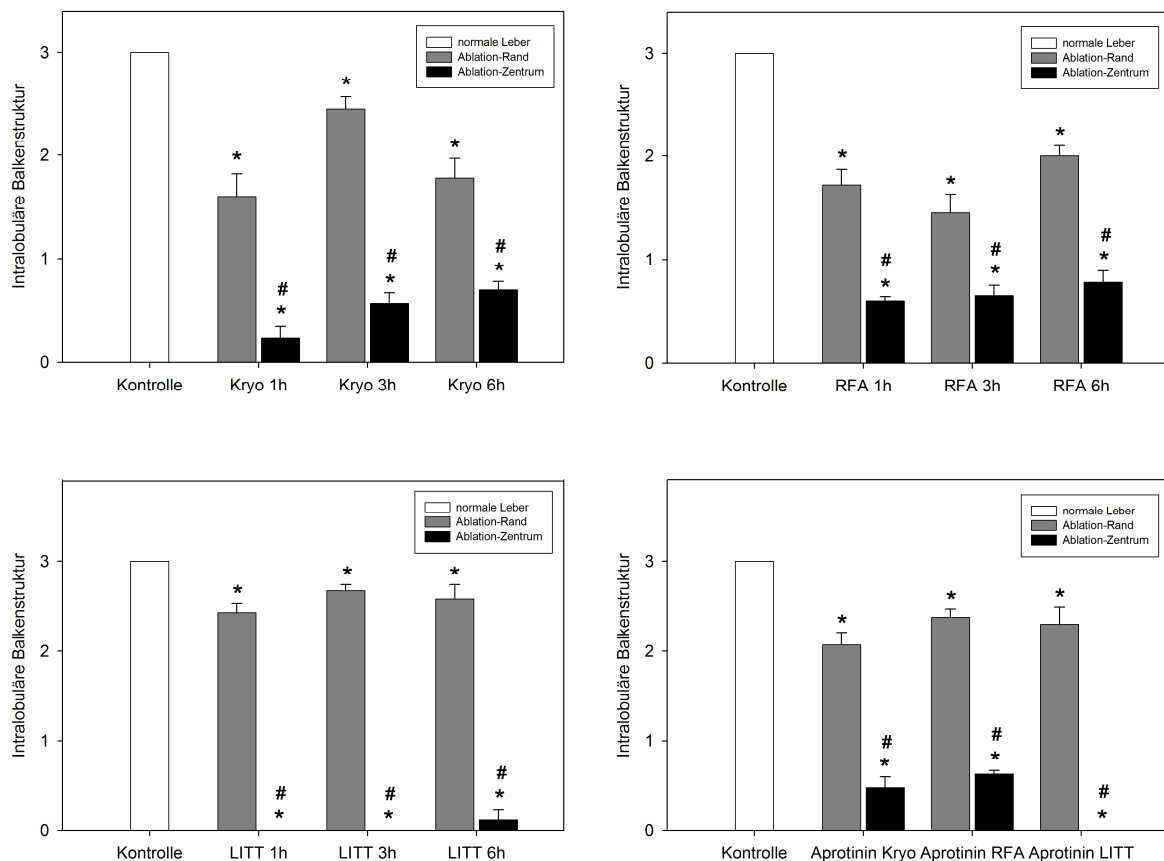 Intralobuläre Balkenstruktur
3
2
1
0
normale Leber
Ablation-Rand
Ablation-Zentrum
*
*
*
#
*
#
*
#
*
Kontrolle Kryo 1h Kryo 3h Kryo 6h
Intralobuläre Balkenstruktur
3
2
1
0
normale Leber
Ablation-Rand
Ablation-Zentrum
*
*
*
#
*
#
*
#
*
Kontrolle RFA 1h RFA 3h RFA 6h
Intralobuläre Balkenstruktur
3
2
1
0
normale Leber
Ablation-Rand
Ablation-Zentrum
*
*
*
#
*
#
*
#
*
Kontrolle LITT 1h LITT 3h LITT 6h
Intralobuläre Balkenstruktur
3
2
1
0
normale Leber
Ablation-Rand
Ablation-Zentrum
*
*
*
#
*
#
*
#
*
Kontrolle Aprotinin Kryo Aprotinin RFA Aprotinin LITT